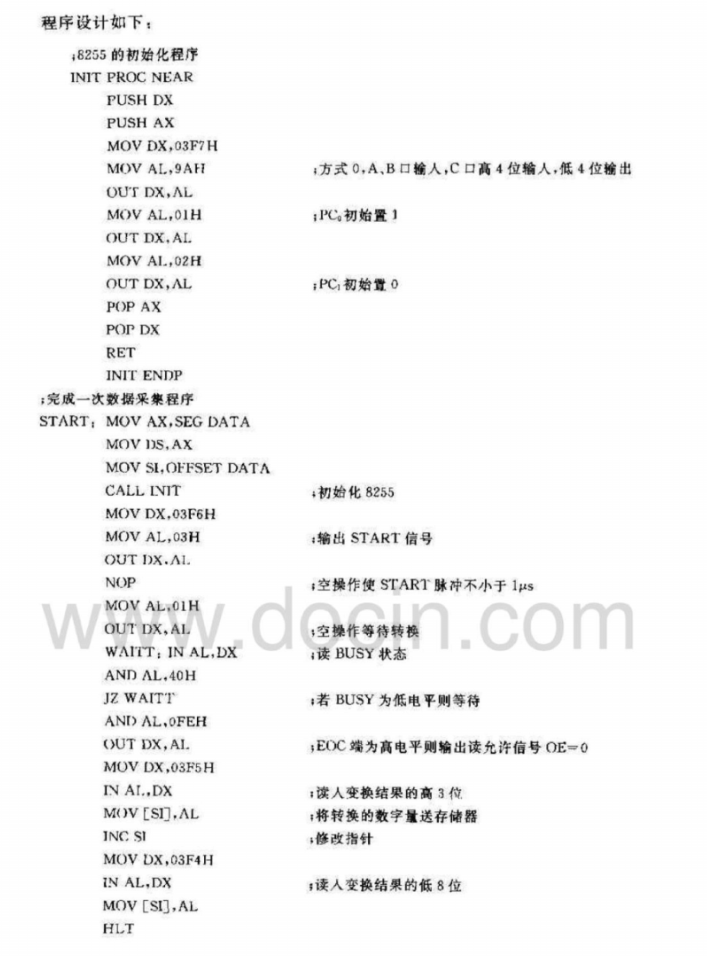 程序设计如下：
;8255 的初始化程序
INIT PROC NEAR
PUSH DX
PUSH AX
MOV DX,03F7H
MOV AL,9AH ;方式 0,A、B 口输人,C 口高 4 位输人,低 4 位输出
OUT DX,AL
MOV AL,01H ;PC₀初始置 1
OUT DX,AL
MOV AL,02H
OUT DX,AL ;PC₁初始置 0
POP AX
POP DX
RET
INIT ENDP
;完成一次数据采集程序
START: MOV AX,SEG DATA
MOV DS,AX
MOV SI,OFFSET DATA
CALL INIT ;初始化 8255
MOV DX,03F6H
MOV AL,03H ;输出 START 信号
OUT DX,AL
NOP ;空操作使 START 脉冲不小于 1μs
MOV AL,01H
OUT DX,AL ;空操作等待转换
WAITT: IN AL,DX ;读 BUSY 状态
AND AL,40H
JZ WAITT ;若 BUSY 为低电平则等待
AND AL,0FEH
OUT DX,AL ;EOC 端为高电平则输出读允许信号 OE=0
MOV DX,03F5H
IN AL,DX ;读人变换结果的高 3 位
MOV [SI],AL ;将转换的数字量送存储器
INC SI ;修改指针
MOV DX,03F4H
IN AL,DX ;读人变换结果的低 8 位
MOV [SI],AL
HLT
www.docin.com